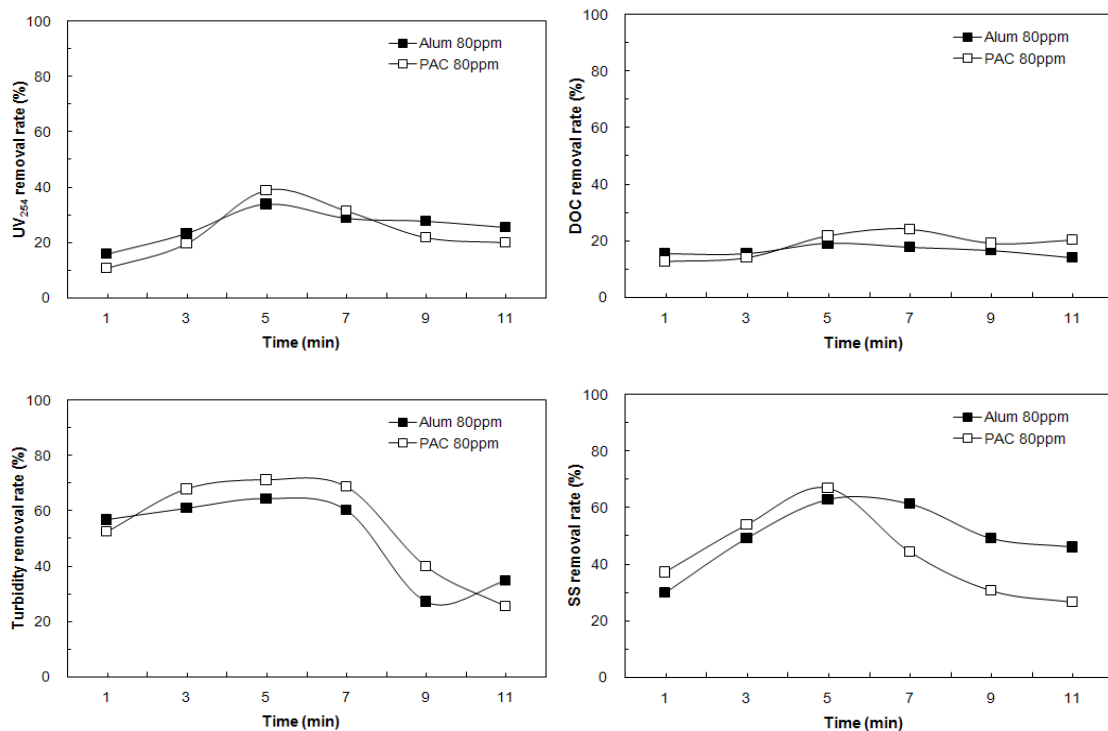 100
80
60
40
20
0
UV254 removal rate (%)
Alum 80ppm
PAC 80ppm
1 3 5 7 9 11
Time (min)
100
80
60
40
20
0
DOC removal rate (%)
Alum 80ppm
PAC 80ppm
1 3 5 7 9 11
Time (min)
100
80
60
40
20
0
Turbidity removal rate (%)
Alum 80ppm
PAC 80ppm
1 3 5 7 9 11
Time (min)
100
80
60
40
20
0
SS removal rate (%)
Alum 80ppm
PAC 80ppm
1 3 5 7 9 11
Time (min)